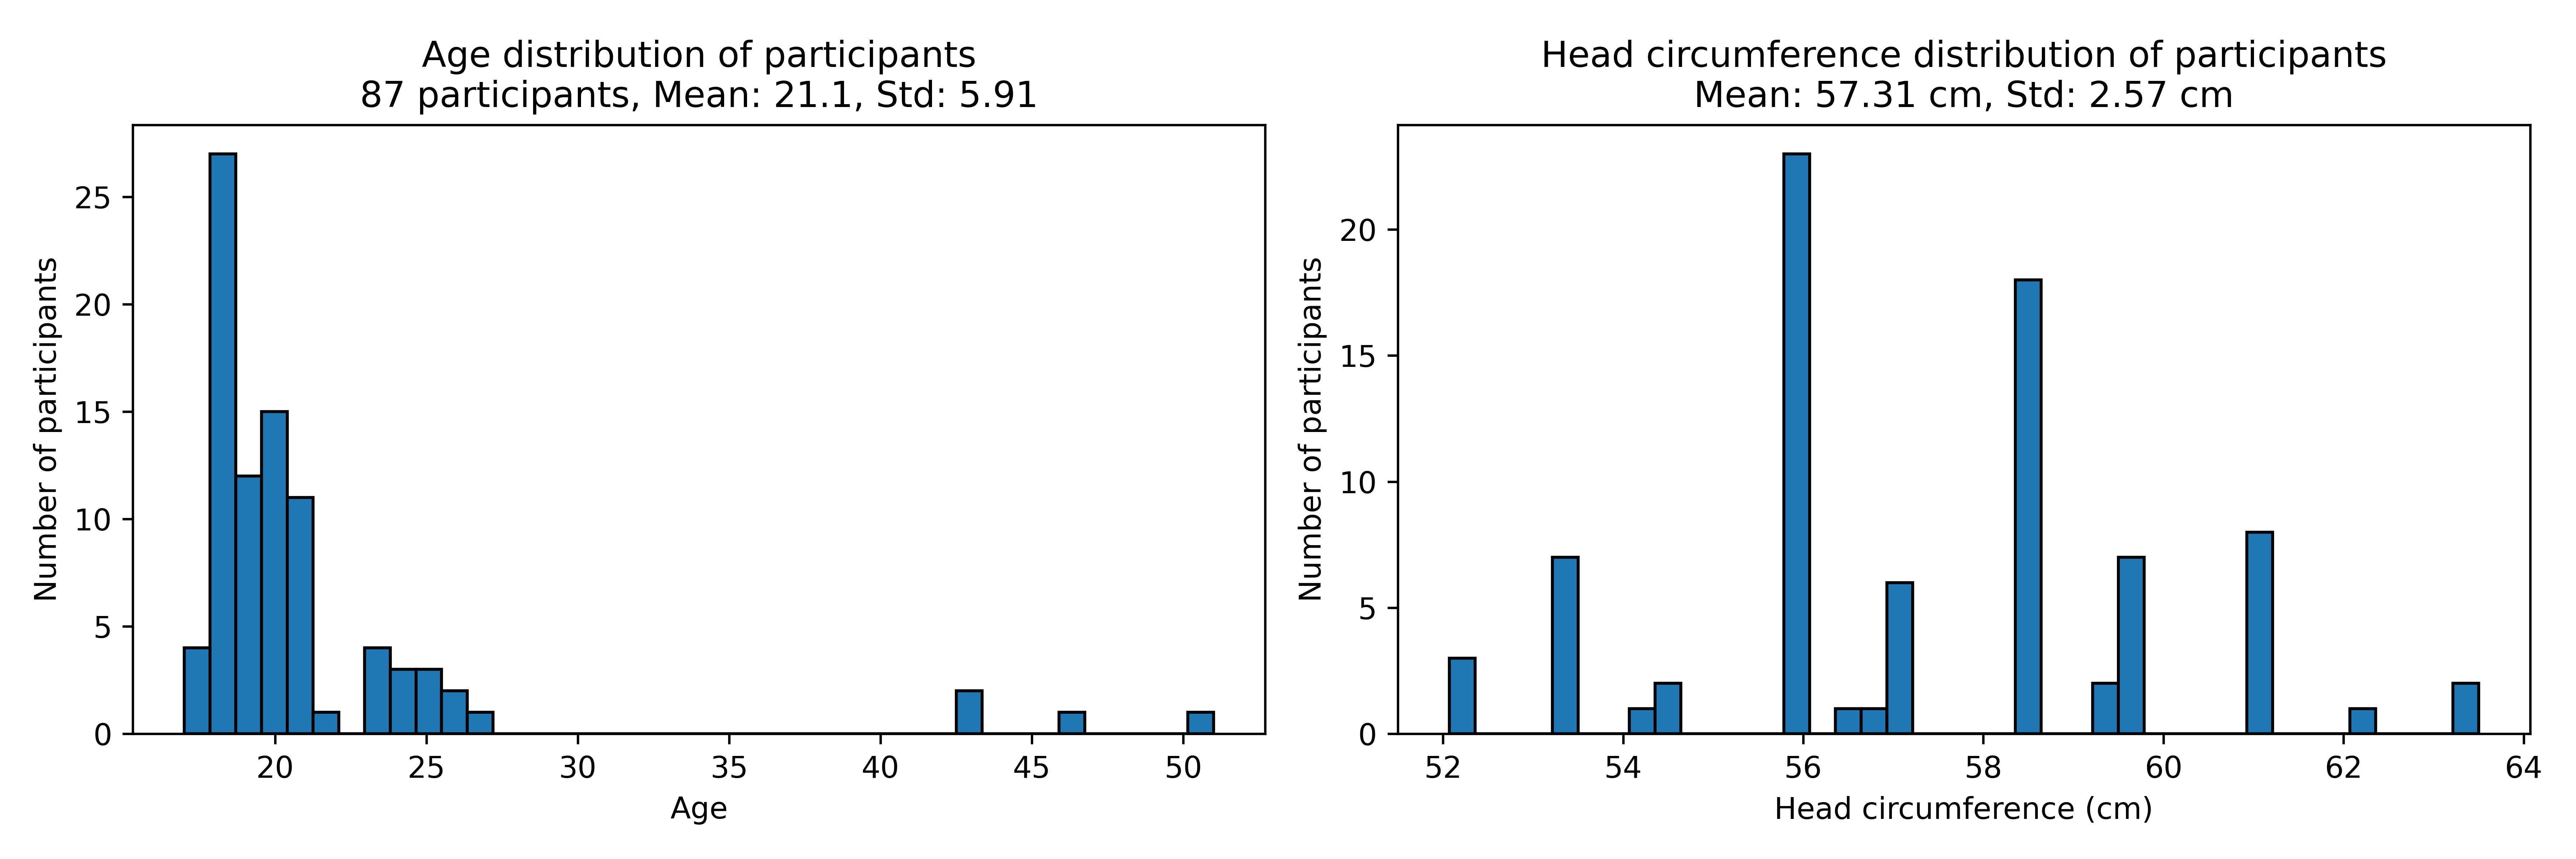 Age distribution of participants
87 participants, Mean: 21.1, Std: 5.91
Number of participants
25
20
15
10
5
0
20 25 30 35 40 45 50
Age
Head circumference distribution of participants
Mean: 57.31 cm, Std: 2.57 cm
Number of participants
20
15
10
5
0
52 54 56 58 60 62 64
Head circumference (cm)